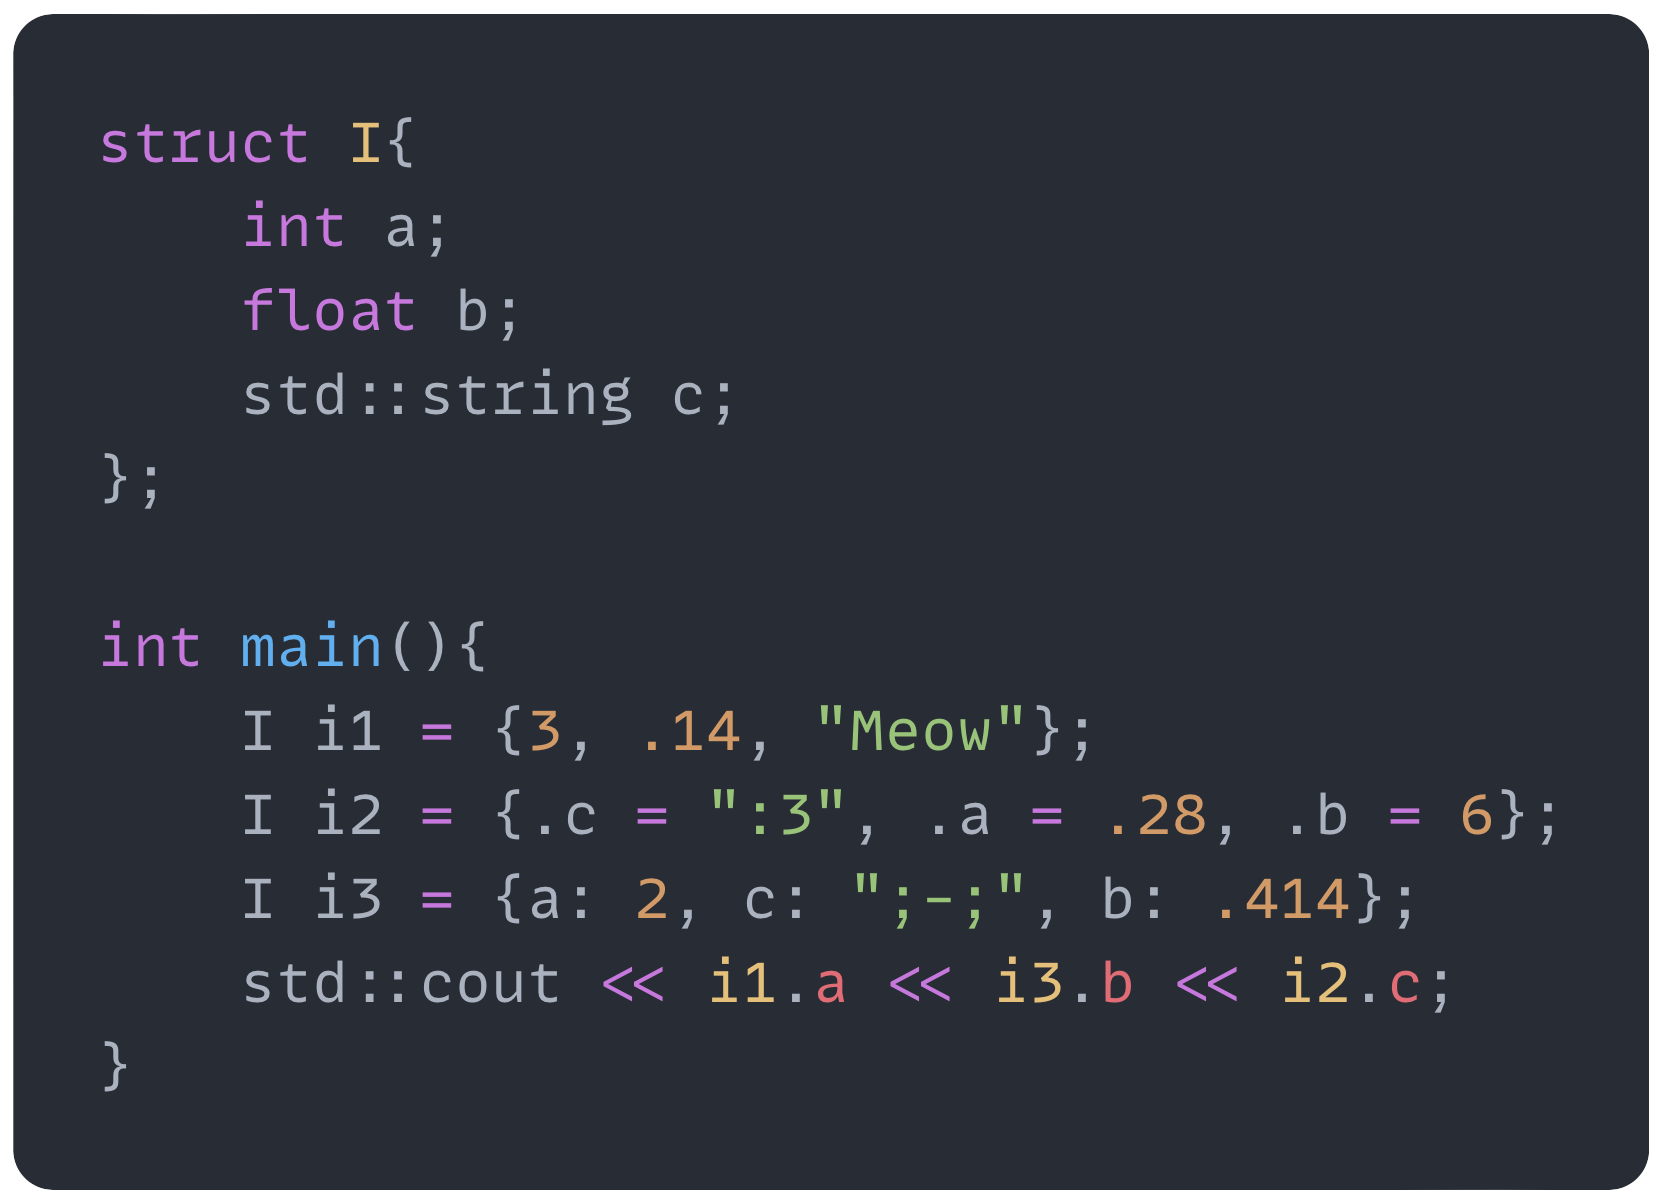 struct I{
    int a;
    float b;
    std::string c;
};

int main(){
    I i1 = {3, .14, "Meow"};
    I i2 = {.c = ":3", .a = .28, .b = 6};
    I i3 = {a: 2, c: ";-;", b: .414};
    std::cout << i1.a << i3.b << i2.c;
}